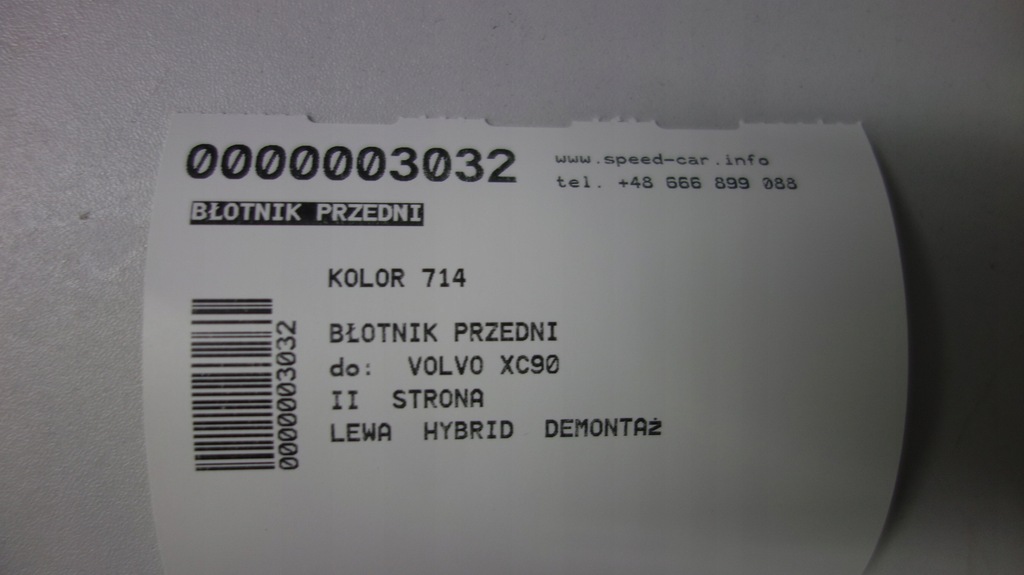 0000003032
www.speed-car.info
tel. +48 666 899 088
BŁOTNIK PRZEDNI
KOLOR 714
0000003032
BŁOTNIK PRZEDNI
do: VOLVO XC90
II STRONA
LEWA HYBRID DEMONTAż